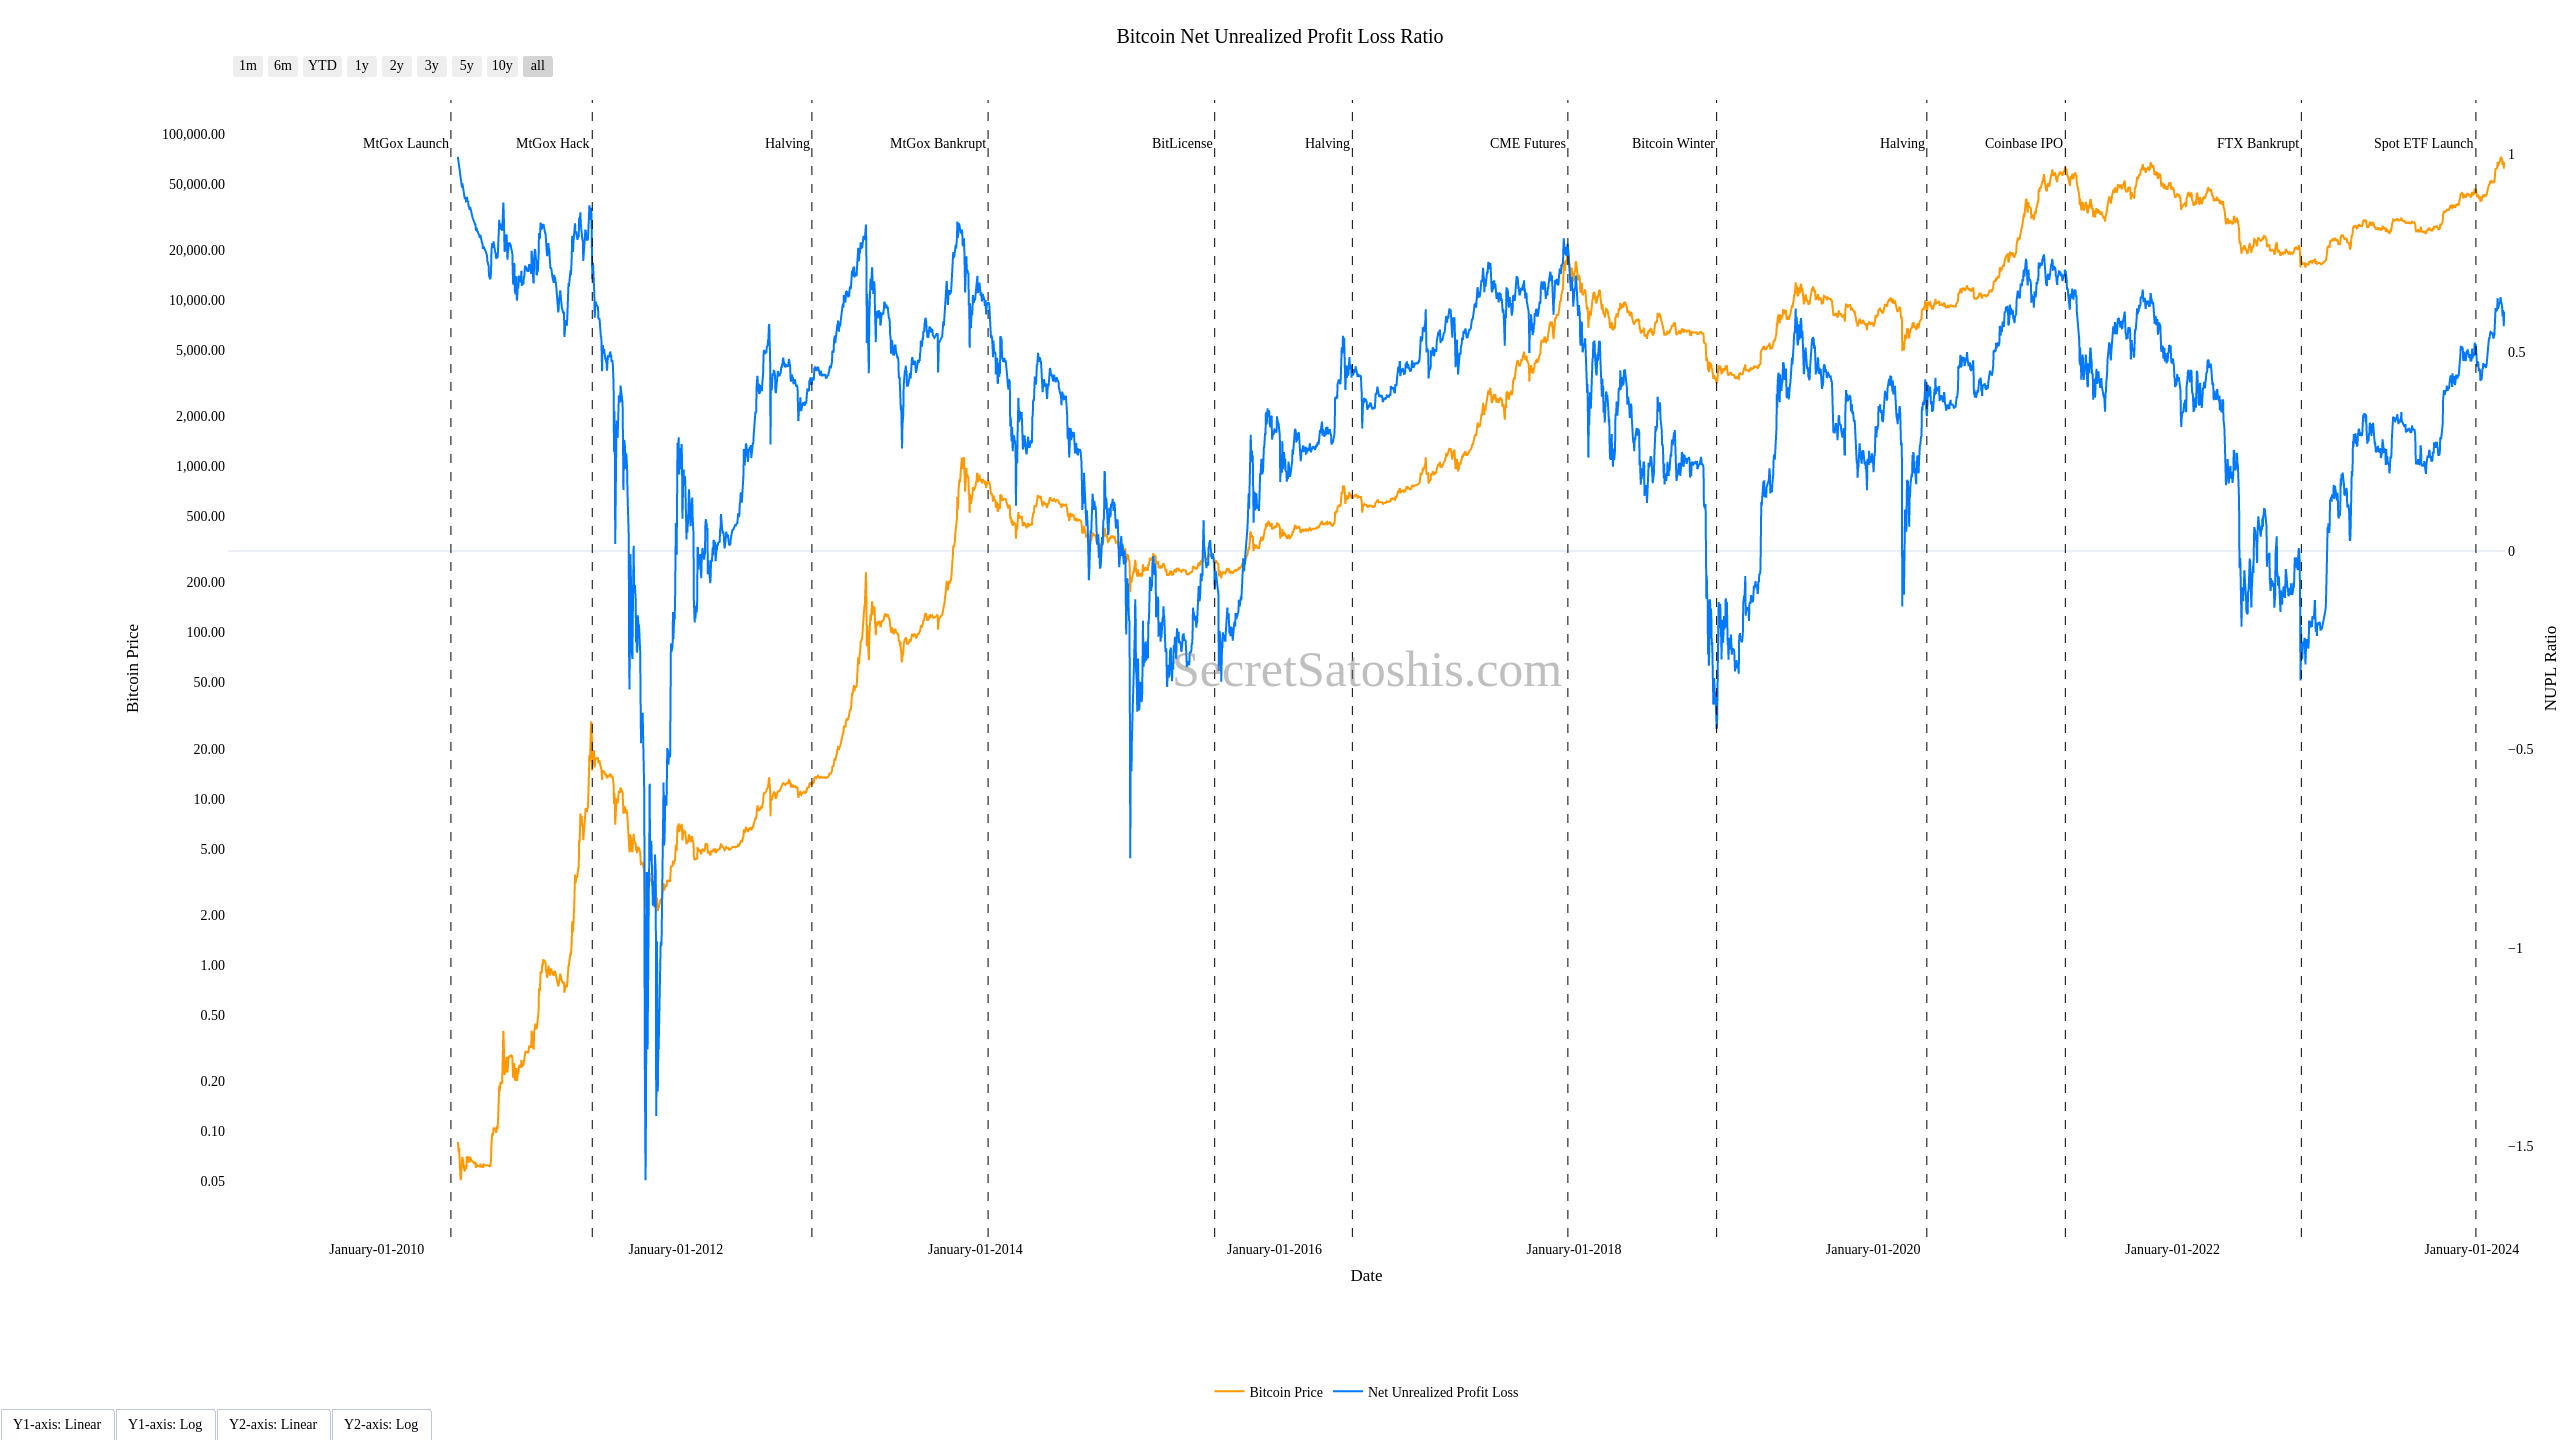 Bitcoin Net Unrealized Profit Loss Ratio
1m 6m YTD 1y 2y 3y 5y 10y all
MtGox Launch MtGox Hack Halving MtGox Bankrupt BitLicense Halving CME Futures Bitcoin Winter Halving Coinbase IPO FTX Bankrupt Spot ETF Launch
100,000.00
50,000.00
20,000.00
10,000.00
5,000.00
2,000.00
1,000.00
500.00
200.00
100.00
50.00
20.00
10.00
5.00
2.00
1.00
0.50
0.20
0.10
0.05
Bitcoin Price
SecretSatoshis.com
1
0.5
0
−0.5
−1
−1.5
NUPL Ratio
January-01-2010 January-01-2012 January-01-2014 January-01-2016 January-01-2018 January-01-2020 January-01-2022 January-01-2024
Date
Bitcoin Price Net Unrealized Profit Loss
Y1-axis: Linear Y1-axis: Log Y2-axis: Linear Y2-axis: Log